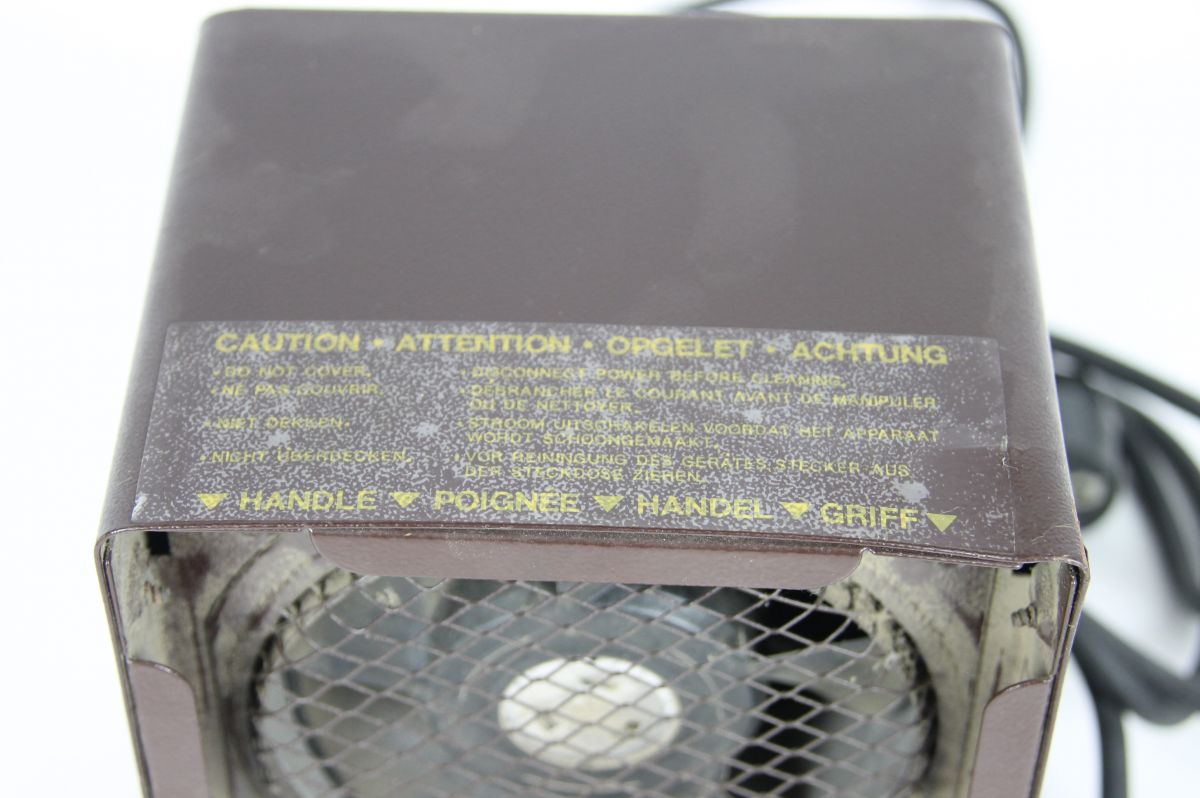 CAUTION • ATTENTION • OPGELET • ACHTUNG
• DO NOT COVER. • DISCONNECT POWER BEFORE CLEANING.
• NE PAS COUVRIR. • DÉBRANCHER LE COURANT AVANT DE MANIPULER
OU DE NETTOYER.
• NIET DEKKEN. • STROOM UITSCHAKELEN VOORDAT HET APPARAAT
WORDT SCHOONGEMAAKT.
• NICHT ÜBERDECKEN. • VOR REINIGUNG DES GERÄTES, STECKER AUS
DER STECKDOSE ZIEHEN.
▼ HANDLE ▼ POIGNÉE ▼ HANDEL ▼ GRIFF ▼